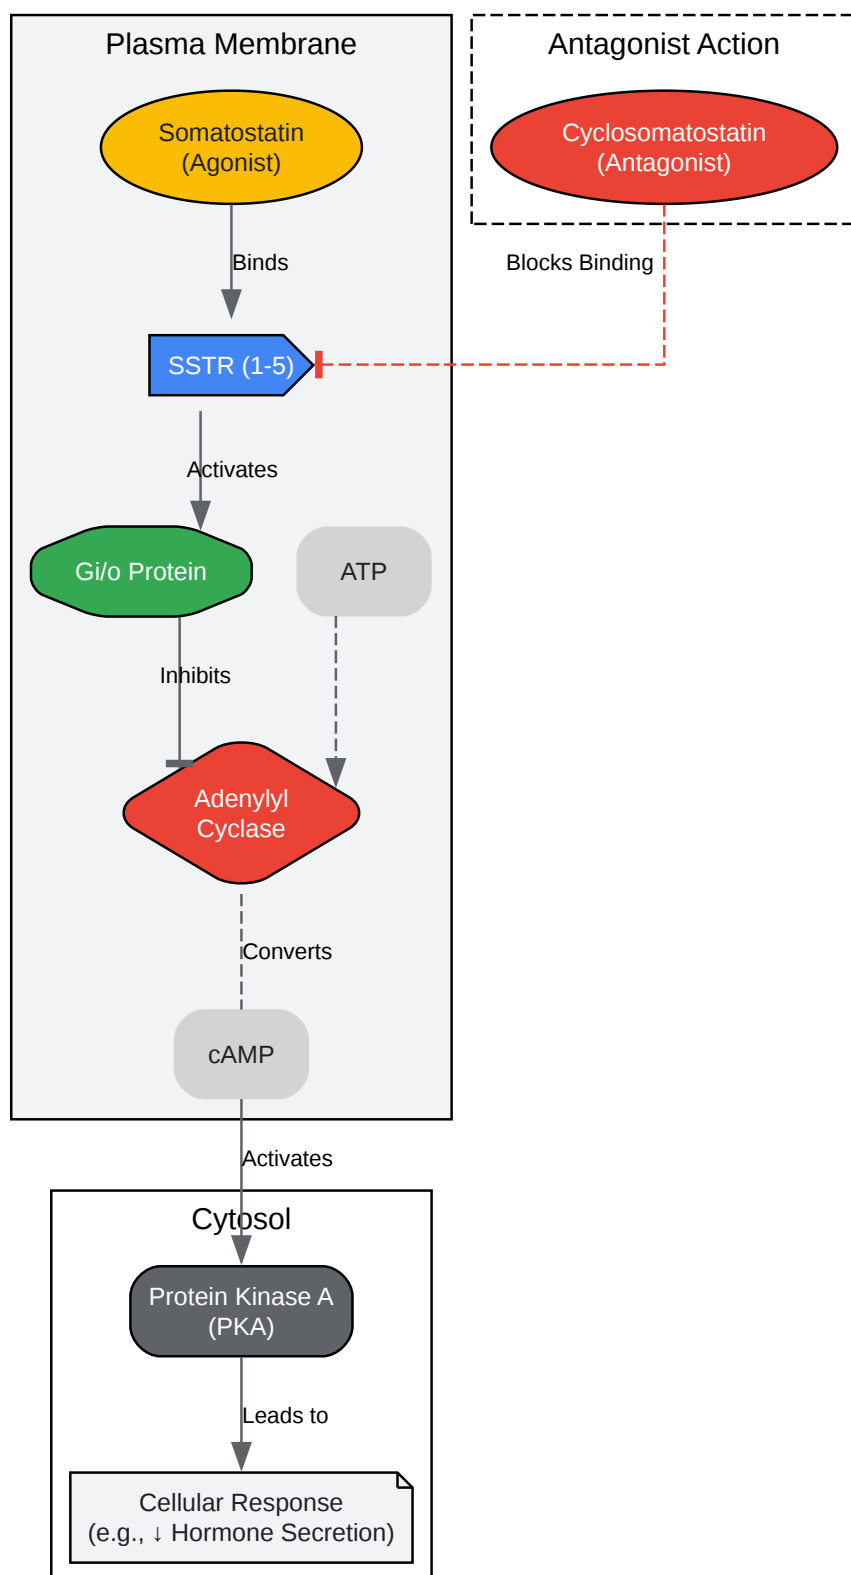 Plasma Membrane
Antagonist Action
Somatostatin
(Agonist)
Cyclosomatostatin
(Antagonist)
Binds
Blocks Binding
SSTR (1-5)
Activates
Gi/o Protein
ATP
Inhibits
Adenylyl
Cyclase
Converts
cAMP
Activates
Cytosol
Protein Kinase A
(PKA)
Leads to
Cellular Response
(e.g., ↓ Hormone Secretion)